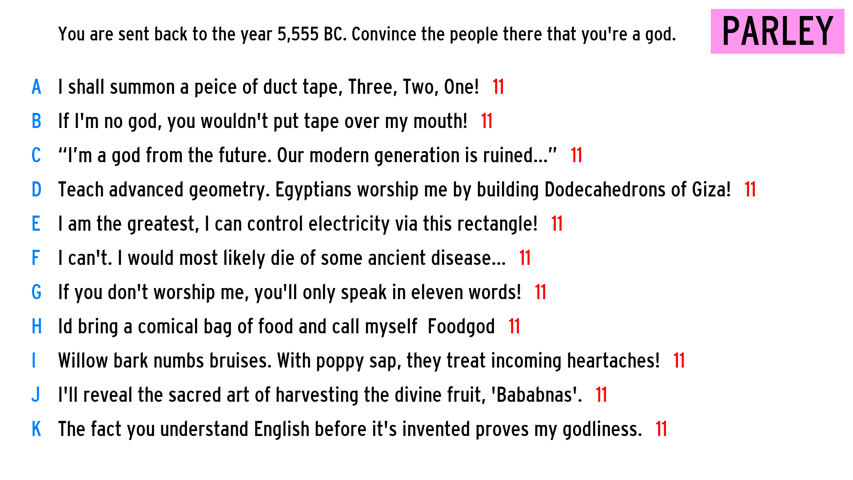 You are sent back to the year 5,555 BC. Convince the people there that you're a god.
PARLEY
A I shall summon a peice of duct tape, Three, Two, One! 11
B If I'm no god, you wouldn't put tape over my mouth! 11
C “I’m a god from the future. Our modern generation is ruined...” 11
D Teach advanced geometry. Egyptians worship me by building Dodecahedrons of Giza! 11
E I am the greatest, I can control electricity via this rectangle! 11
F I can't. I would most likely die of some ancient disease... 11
G If you don't worship me, you'll only speak in eleven words! 11
H Id bring a comical bag of food and call myself  Foodgod 11
I Willow bark numbs bruises. With poppy sap, they treat incoming heartaches! 11
J I'll reveal the sacred art of harvesting the divine fruit, 'Bababnas'. 11
K The fact you understand English before it's invented proves my godliness. 11